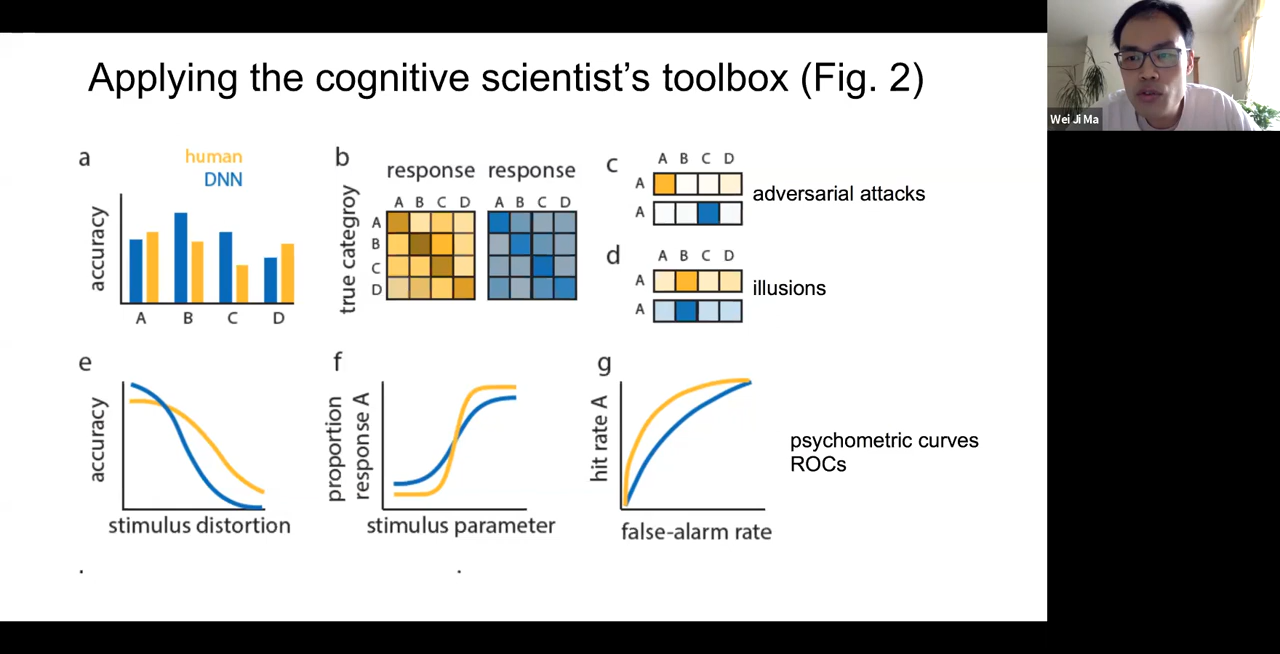 Applying the cognitive scientist's toolbox (Fig. 2)
Wei Ji Ma
a
human
DNN
accuracy
A B C D
b
response response
true categroy
A B C D A B C D
A
B
C
D
c
A B C D
A
A
adversarial attacks
d
A B C D
A
A
illusions
e
accuracy
stimulus distortion
f
proportion
response A
stimulus parameter
g
hit rate A
false-alarm rate
psychometric curves
ROCs